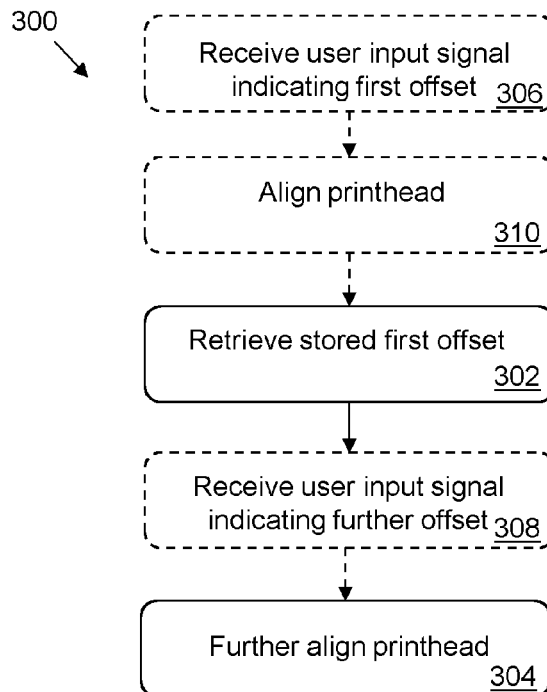 300
Receive user input signal
indicating first offset
306
Align printhead
310
Retrieve stored first offset
302
Receive user input signal
indicating further offset
308
Further align printhead
304